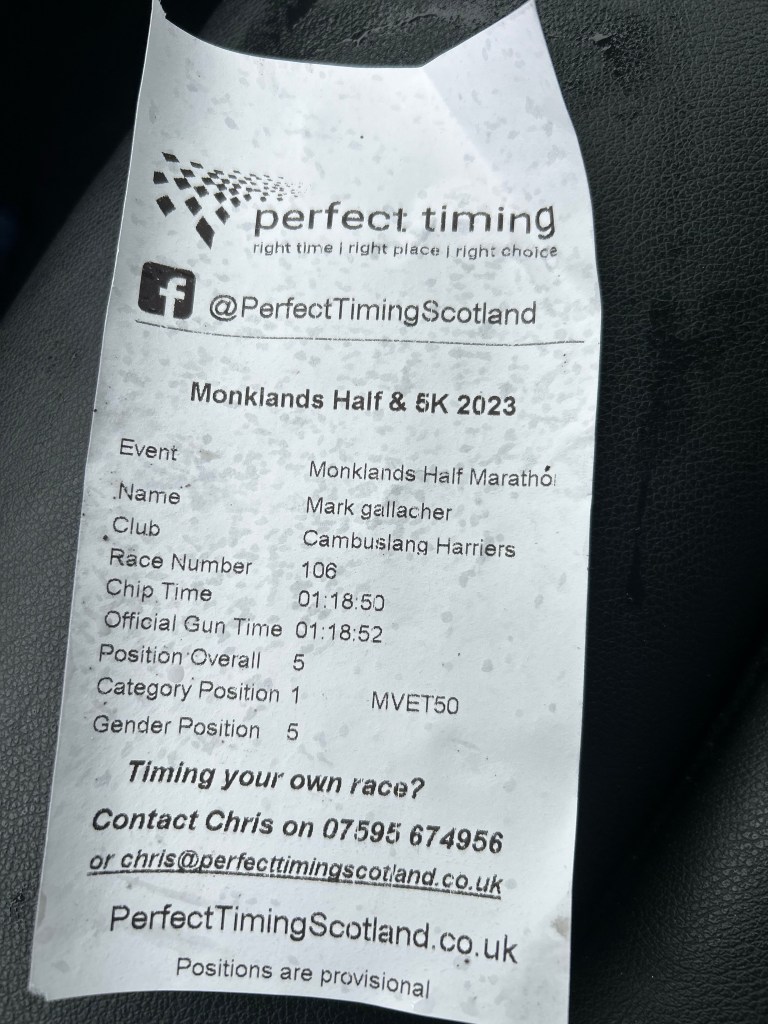 perfect timing
right time | right place | right choice
@PerfectTimingScotland
Monklands Half & 5K 2023
Event Monklands Half Maratho
Name Mark gallacher
Club Cambuslang Harriers
Race Number 106
Chip Time 01:18:50
Official Gun Time 01:18:52
Position Overall 5
Category Position 1 MVET50
Gender Position 5
Timing your own race?
Contact Chris on 07595 674956
or chris@perfecttimingscotland.co.uk
PerfectTimingScotland.co.uk
Positions are provisional